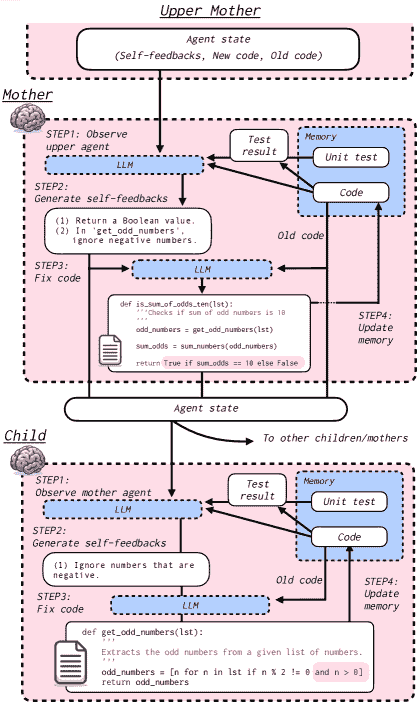 Upper Mother
Agent state
(Self-feedbacks, New code, Old code)
Mother
STEP1: Observe
upper agent
LLM
Test
result
Memory
Unit test
Code
STEP2:
Generate self-feedbacks
(1) Return a Boolean value.
(2) In 'get_odd_numbers',
ignore negative numbers.
Old code
STEP3:
Fix code
LLM
def is_sum_of_odds_ten(lst):
'''Checks if sum of odd numbers is 10
'''
odd_numbers = get_odd_numbers(lst)
sum_odds = sum_numbers(odd_numbers)
return True if sum_odds == 10 else False
STEP4:
Update
memory
Agent state
To other children/mothers
Child
STEP1:
Observe mother agent
LLM
Test
result
Memory
Unit test
Code
STEP2:
Generate self-feedbacks
(1) Ignore numbers that are
negative.
Old code
STEP3:
Fix code
LLM
STEP4:
Update
memory
def get_odd_numbers(lst):
'''
Extracts the odd numbers from a given list of numbers.
'''
odd_numbers = [n for n in lst if n % 2 != 0 and n > 0]
return odd_numbers